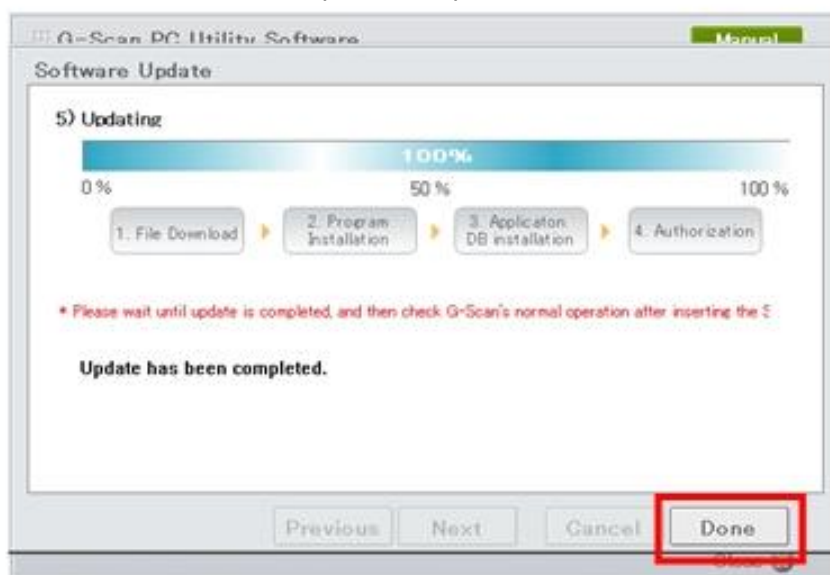 G-Scan PC Utility Software
Manual
Software Update
5) Updating
100%
0 %
50 %
100 %
1. File Download
2. Program
Installation
3. Applicaton
DB installation
4. Authorization
* Please wait until update is completed, and then check G-Scan's normal operation after inserting the S
Update has been completed.
Previous
Next
Cancel
Done
Close